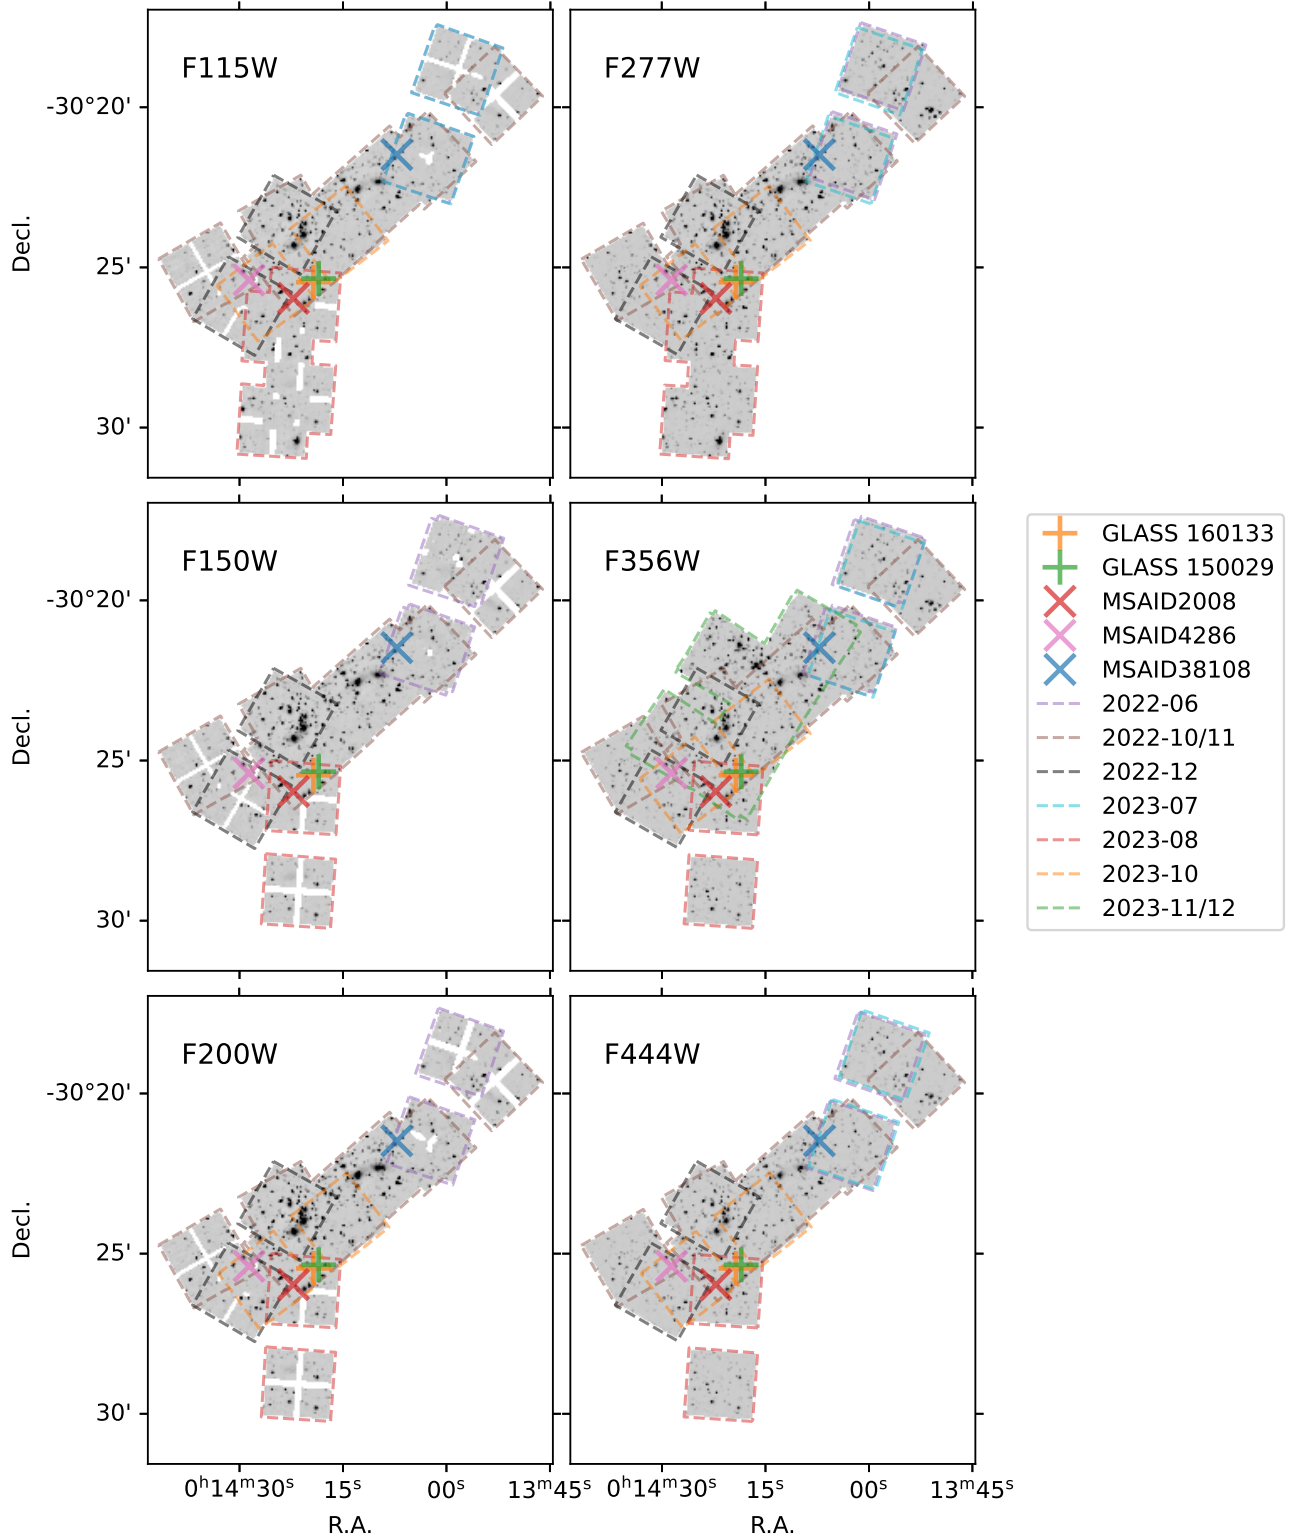 F115W
F277W
-30°20'
25'
30'
Decl.
F150W
F356W
-30°20'
25'
30'
Decl.
GLASS 160133
GLASS 150029
MSAID2008
MSAID4286
MSAID38108
2022-06
2022-10/11
2022-12
2023-07
2023-08
2023-10
2023-11/12
F200W
F444W
-30°20'
25'
30'
Decl.
0ʰ14ᵐ30ˢ 15ˢ 00ˢ 13ᵐ45ˢ 0ʰ14ᵐ30ˢ 15ˢ 00ˢ 13ᵐ45ˢ
R.A. R.A.